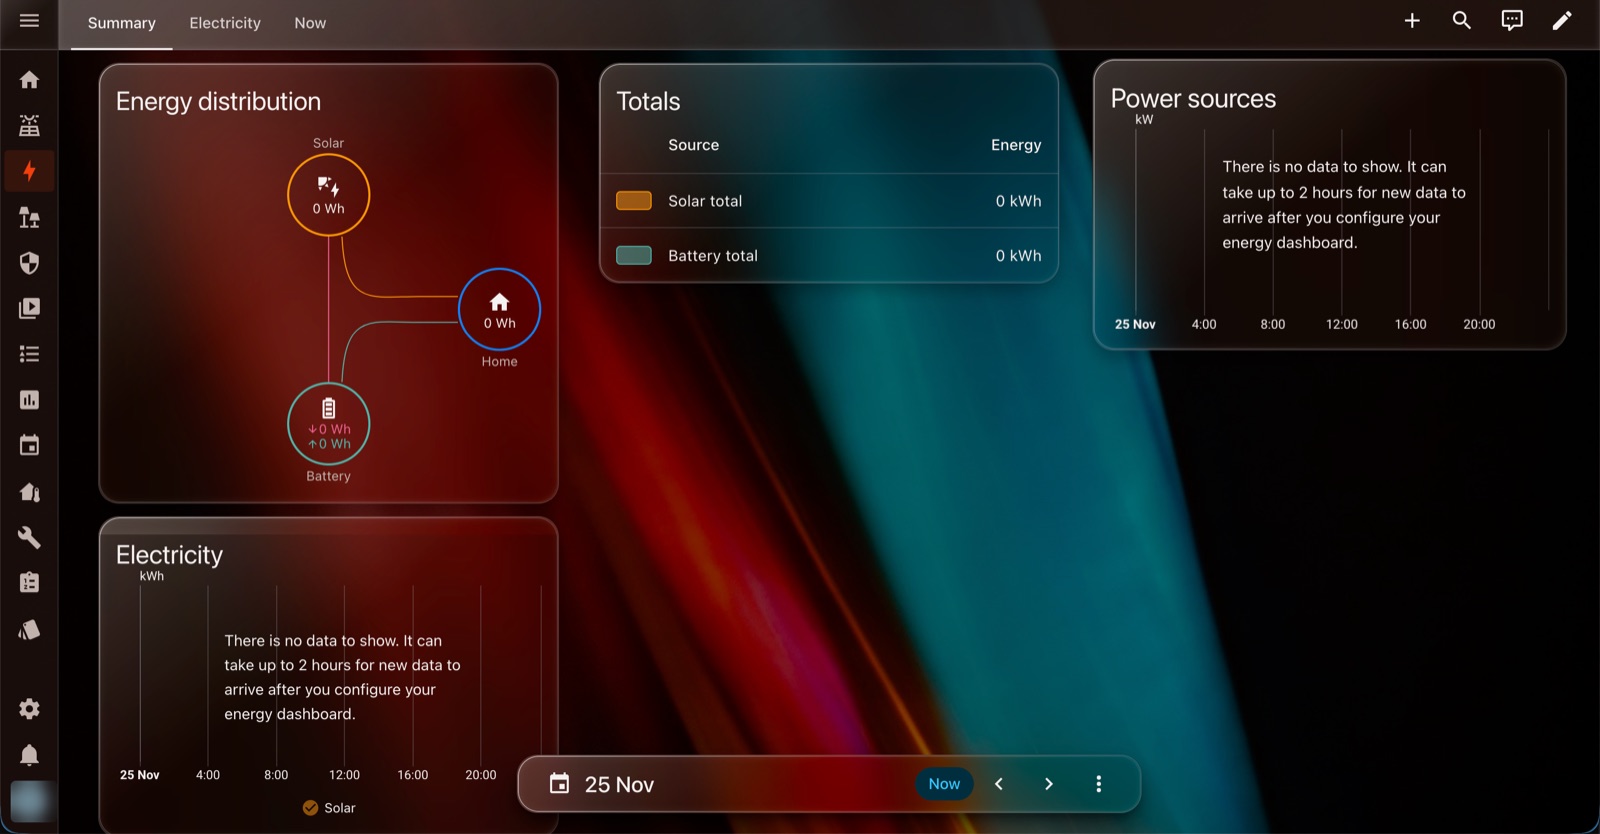 Summary
Electricity
Now
Energy distribution
Solar
0 Wh
0 Wh
Home
↓0 Wh
↑0 Wh
Battery
Totals
Source Energy
Solar total 0 kWh
Battery total 0 kWh
Power sources
kW
There is no data to show. It can
take up to 2 hours for new data to
arrive after you configure your
energy dashboard.
25 Nov 4:00 8:00 12:00 16:00 20:00
Electricity
kWh
There is no data to show. It can
take up to 2 hours for new data to
arrive after you configure your
energy dashboard.
25 Nov 4:00 8:00 12:00 16:00 20:00
Solar
25 Nov
Now